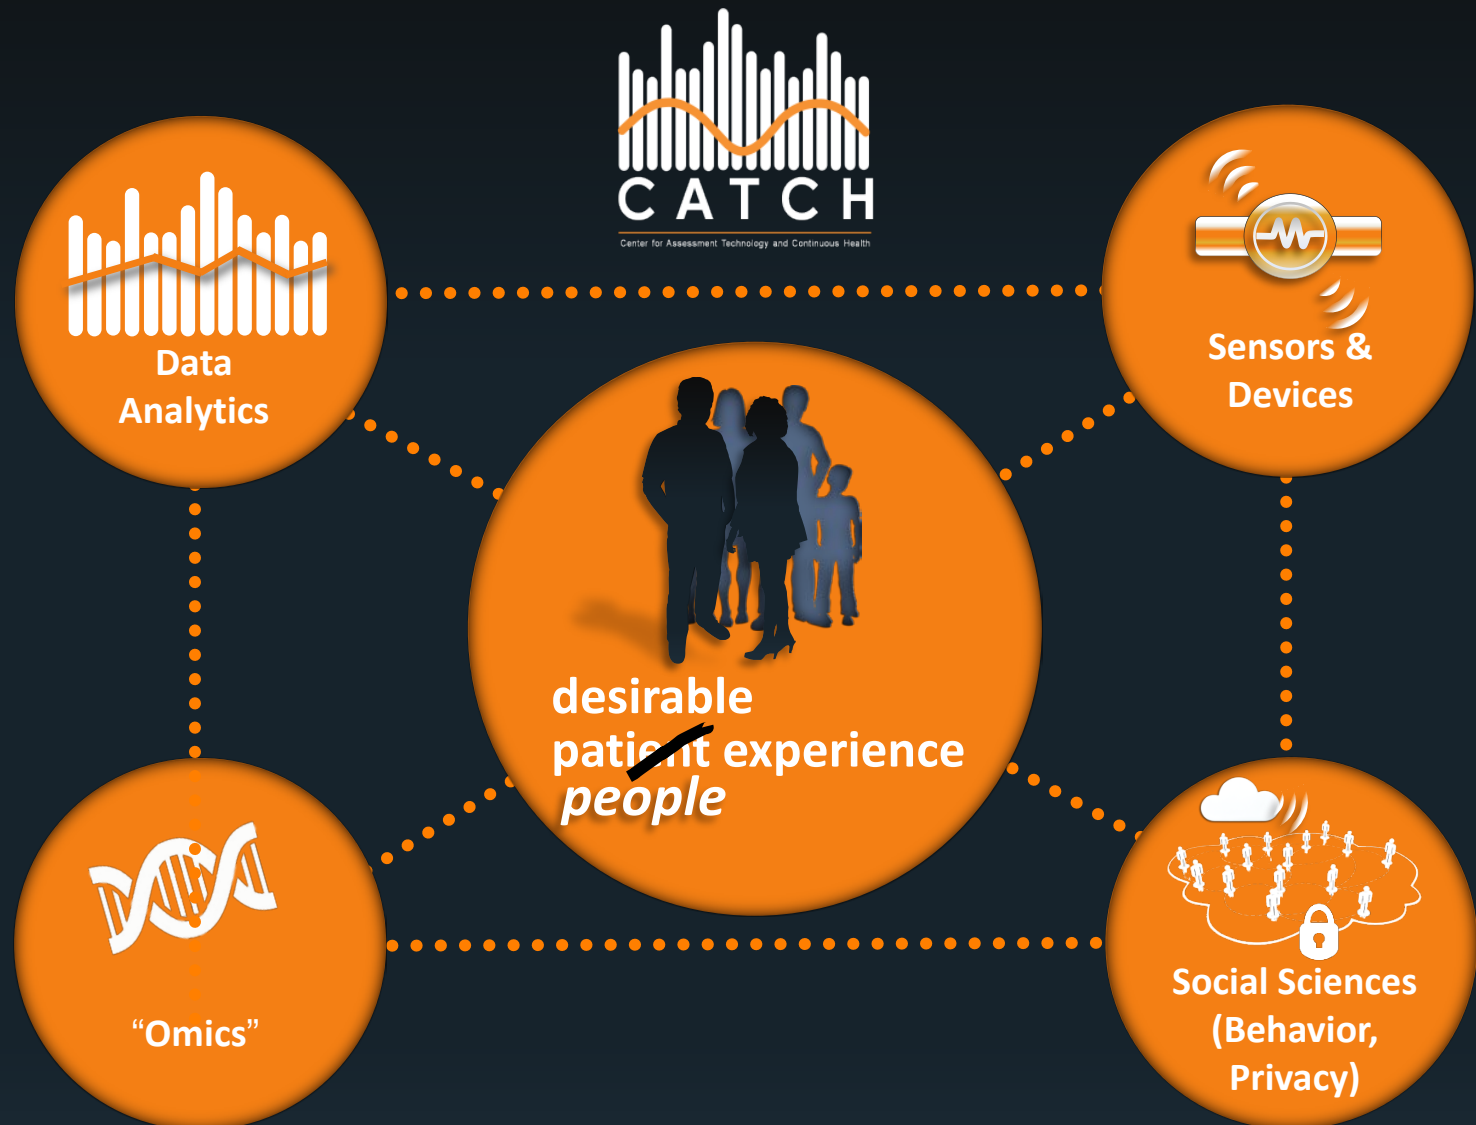 CATCH
Center for Assessment Technology and Continuous Health
Data
Analytics
Sensors &
Devices
desirable
patient experience
people
“Omics”
Social Sciences
(Behavior,
Privacy)